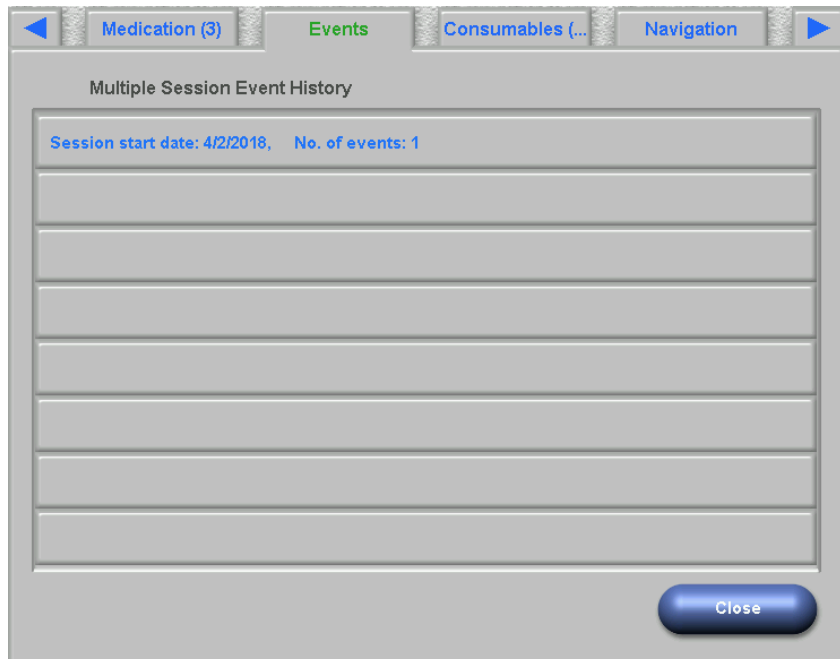 Medication (3) Events Consumables (... Navigation
Multiple Session Event History
Session start date: 4/2/2018, No. of events: 1
Close